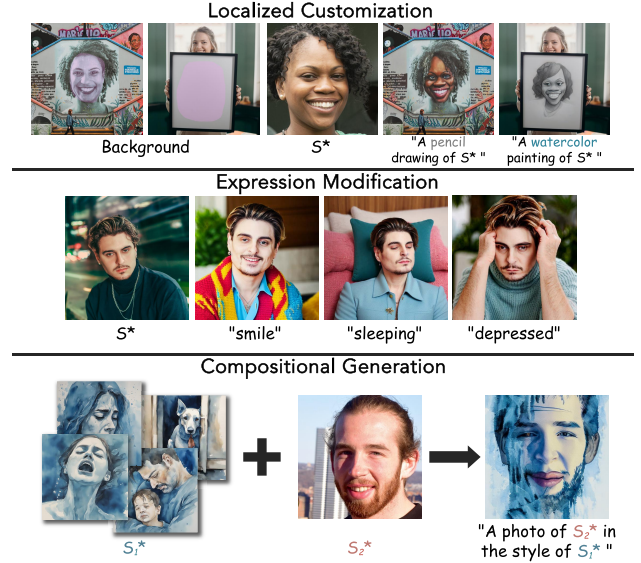 Localized Customization
Background
S*
"A pencil
drawing of S* "
"A watercolor
painting of S* "
Expression Modification
S*
"smile"
"sleeping"
"depressed"
Compositional Generation
S₁*
S₂*
"A photo of S₂* in
the style of S₁* "